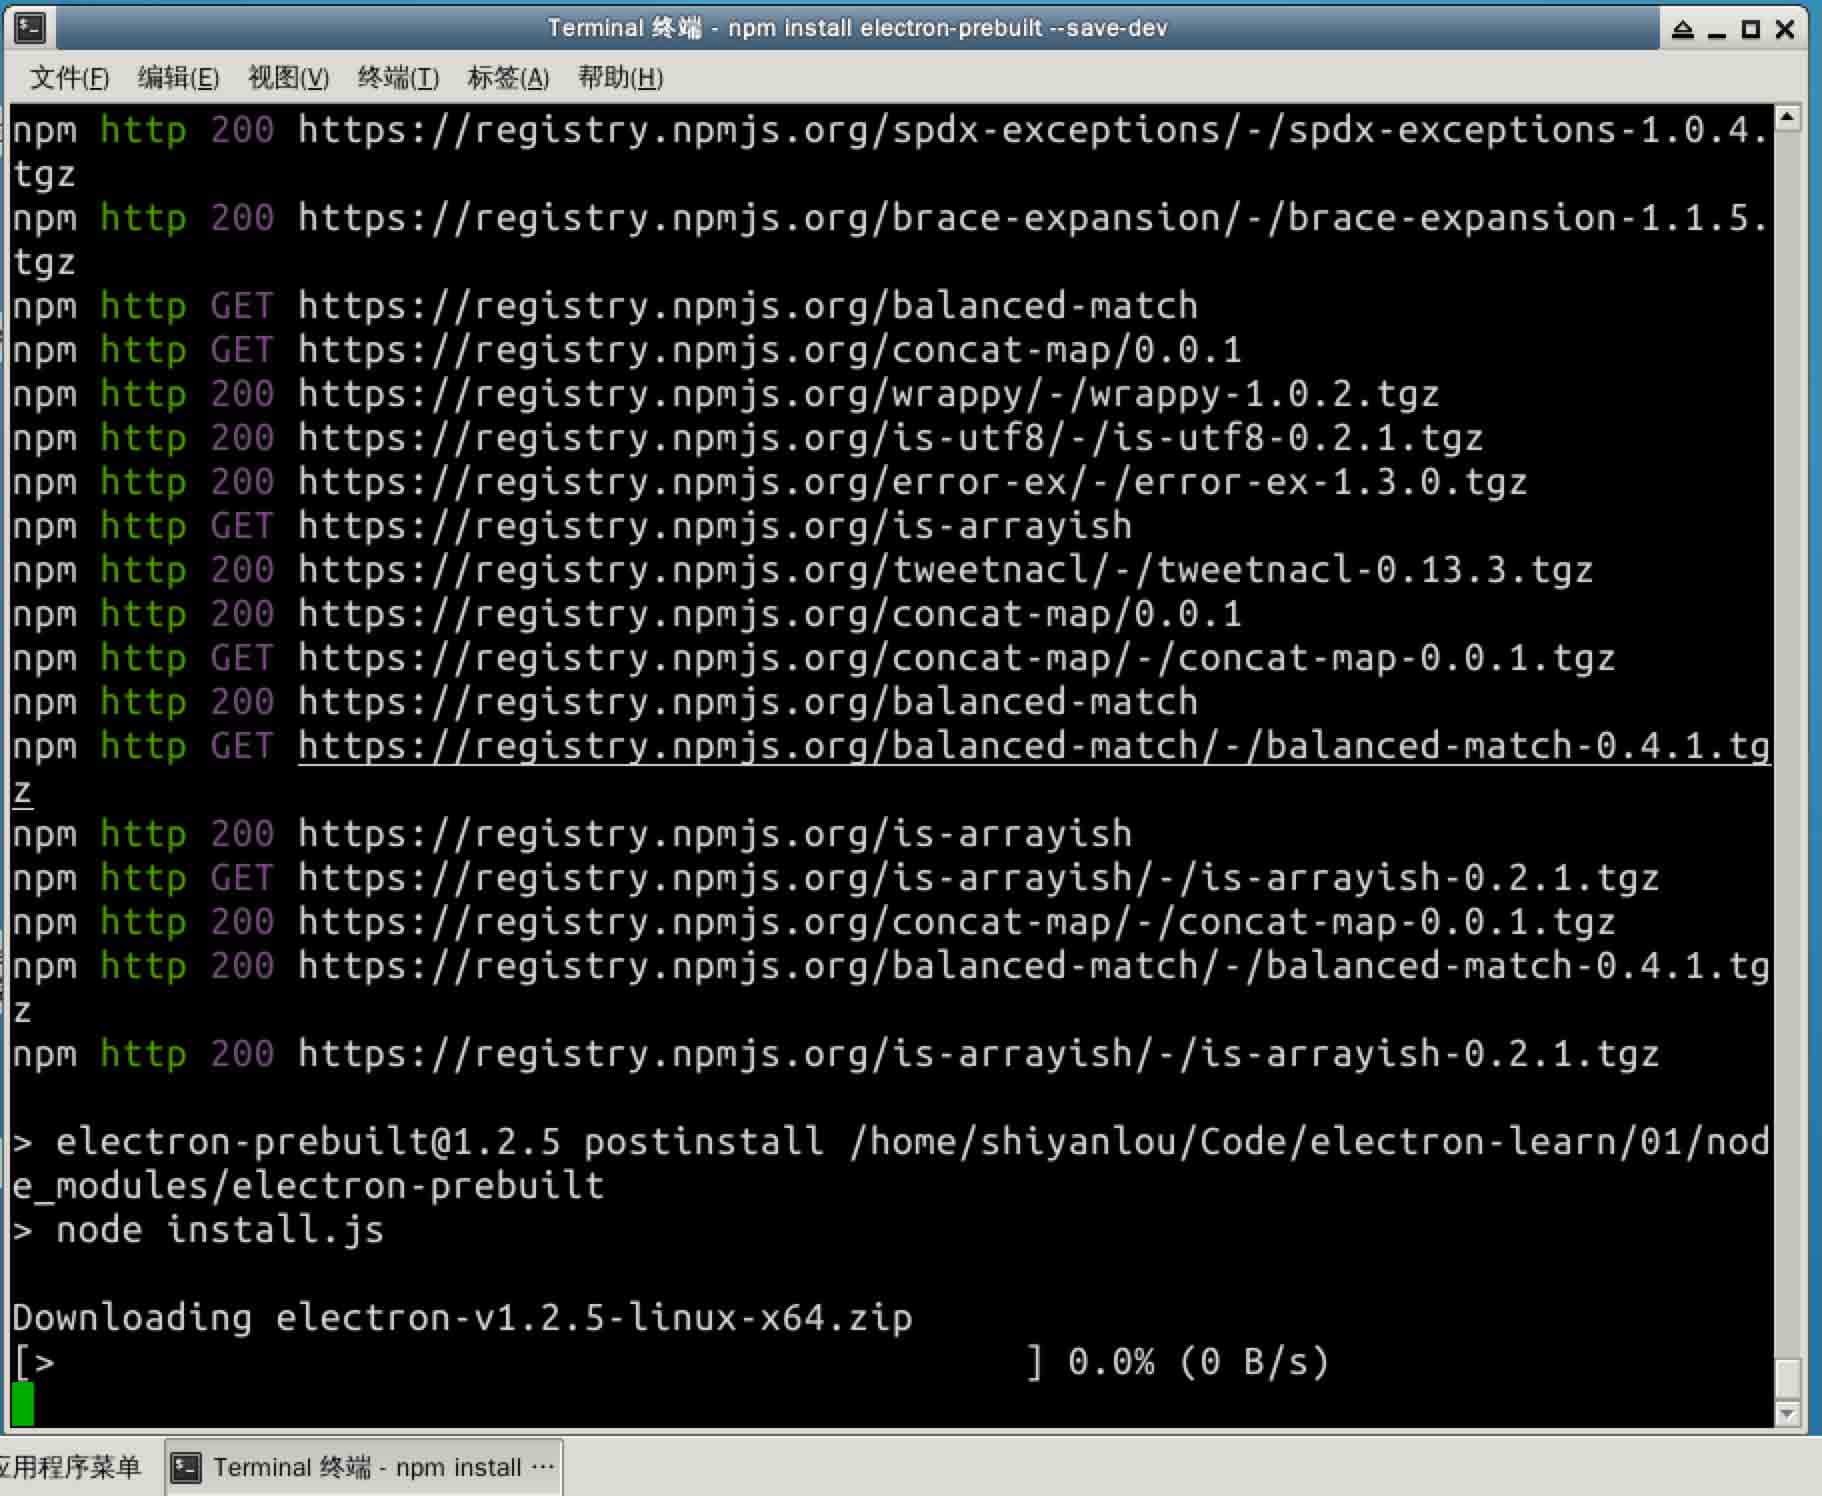 Terminal 终端 - npm install electron-prebuilt --save-dev
文件(F) 编辑(E) 视图(V) 终端(T) 标签(A) 帮助(H)
npm http 200 https://registry.npmjs.org/spdx-exceptions/-/spdx-exceptions-1.0.4.
tgz
npm http 200 https://registry.npmjs.org/brace-expansion/-/brace-expansion-1.1.5.
tgz
npm http GET https://registry.npmjs.org/balanced-match
npm http GET https://registry.npmjs.org/concat-map/0.0.1
npm http 200 https://registry.npmjs.org/wrappy/-/wrappy-1.0.2.tgz
npm http 200 https://registry.npmjs.org/is-utf8/-/is-utf8-0.2.1.tgz
npm http 200 https://registry.npmjs.org/error-ex/-/error-ex-1.3.0.tgz
npm http GET https://registry.npmjs.org/is-arrayish
npm http 200 https://registry.npmjs.org/tweetnacl/-/tweetnacl-0.13.3.tgz
npm http 200 https://registry.npmjs.org/concat-map/0.0.1
npm http GET https://registry.npmjs.org/concat-map/-/concat-map-0.0.1.tgz
npm http 200 https://registry.npmjs.org/balanced-match
npm http GET https://registry.npmjs.org/balanced-match/-/balanced-match-0.4.1.tg
z
npm http 200 https://registry.npmjs.org/is-arrayish
npm http GET https://registry.npmjs.org/is-arrayish/-/is-arrayish-0.2.1.tgz
npm http 200 https://registry.npmjs.org/concat-map/-/concat-map-0.0.1.tgz
npm http 200 https://registry.npmjs.org/balanced-match/-/balanced-match-0.4.1.tg
z
npm http 200 https://registry.npmjs.org/is-arrayish/-/is-arrayish-0.2.1.tgz
> electron-prebuilt@1.2.5 postinstall /home/shiyanlou/Code/electron-learn/01/nod
e_modules/electron-prebuilt
> node install.js
Downloading electron-v1.2.5-linux-x64.zip
[> ] 0.0% (0 B/s)
应用程序菜单 Terminal 终端 - npm install ···